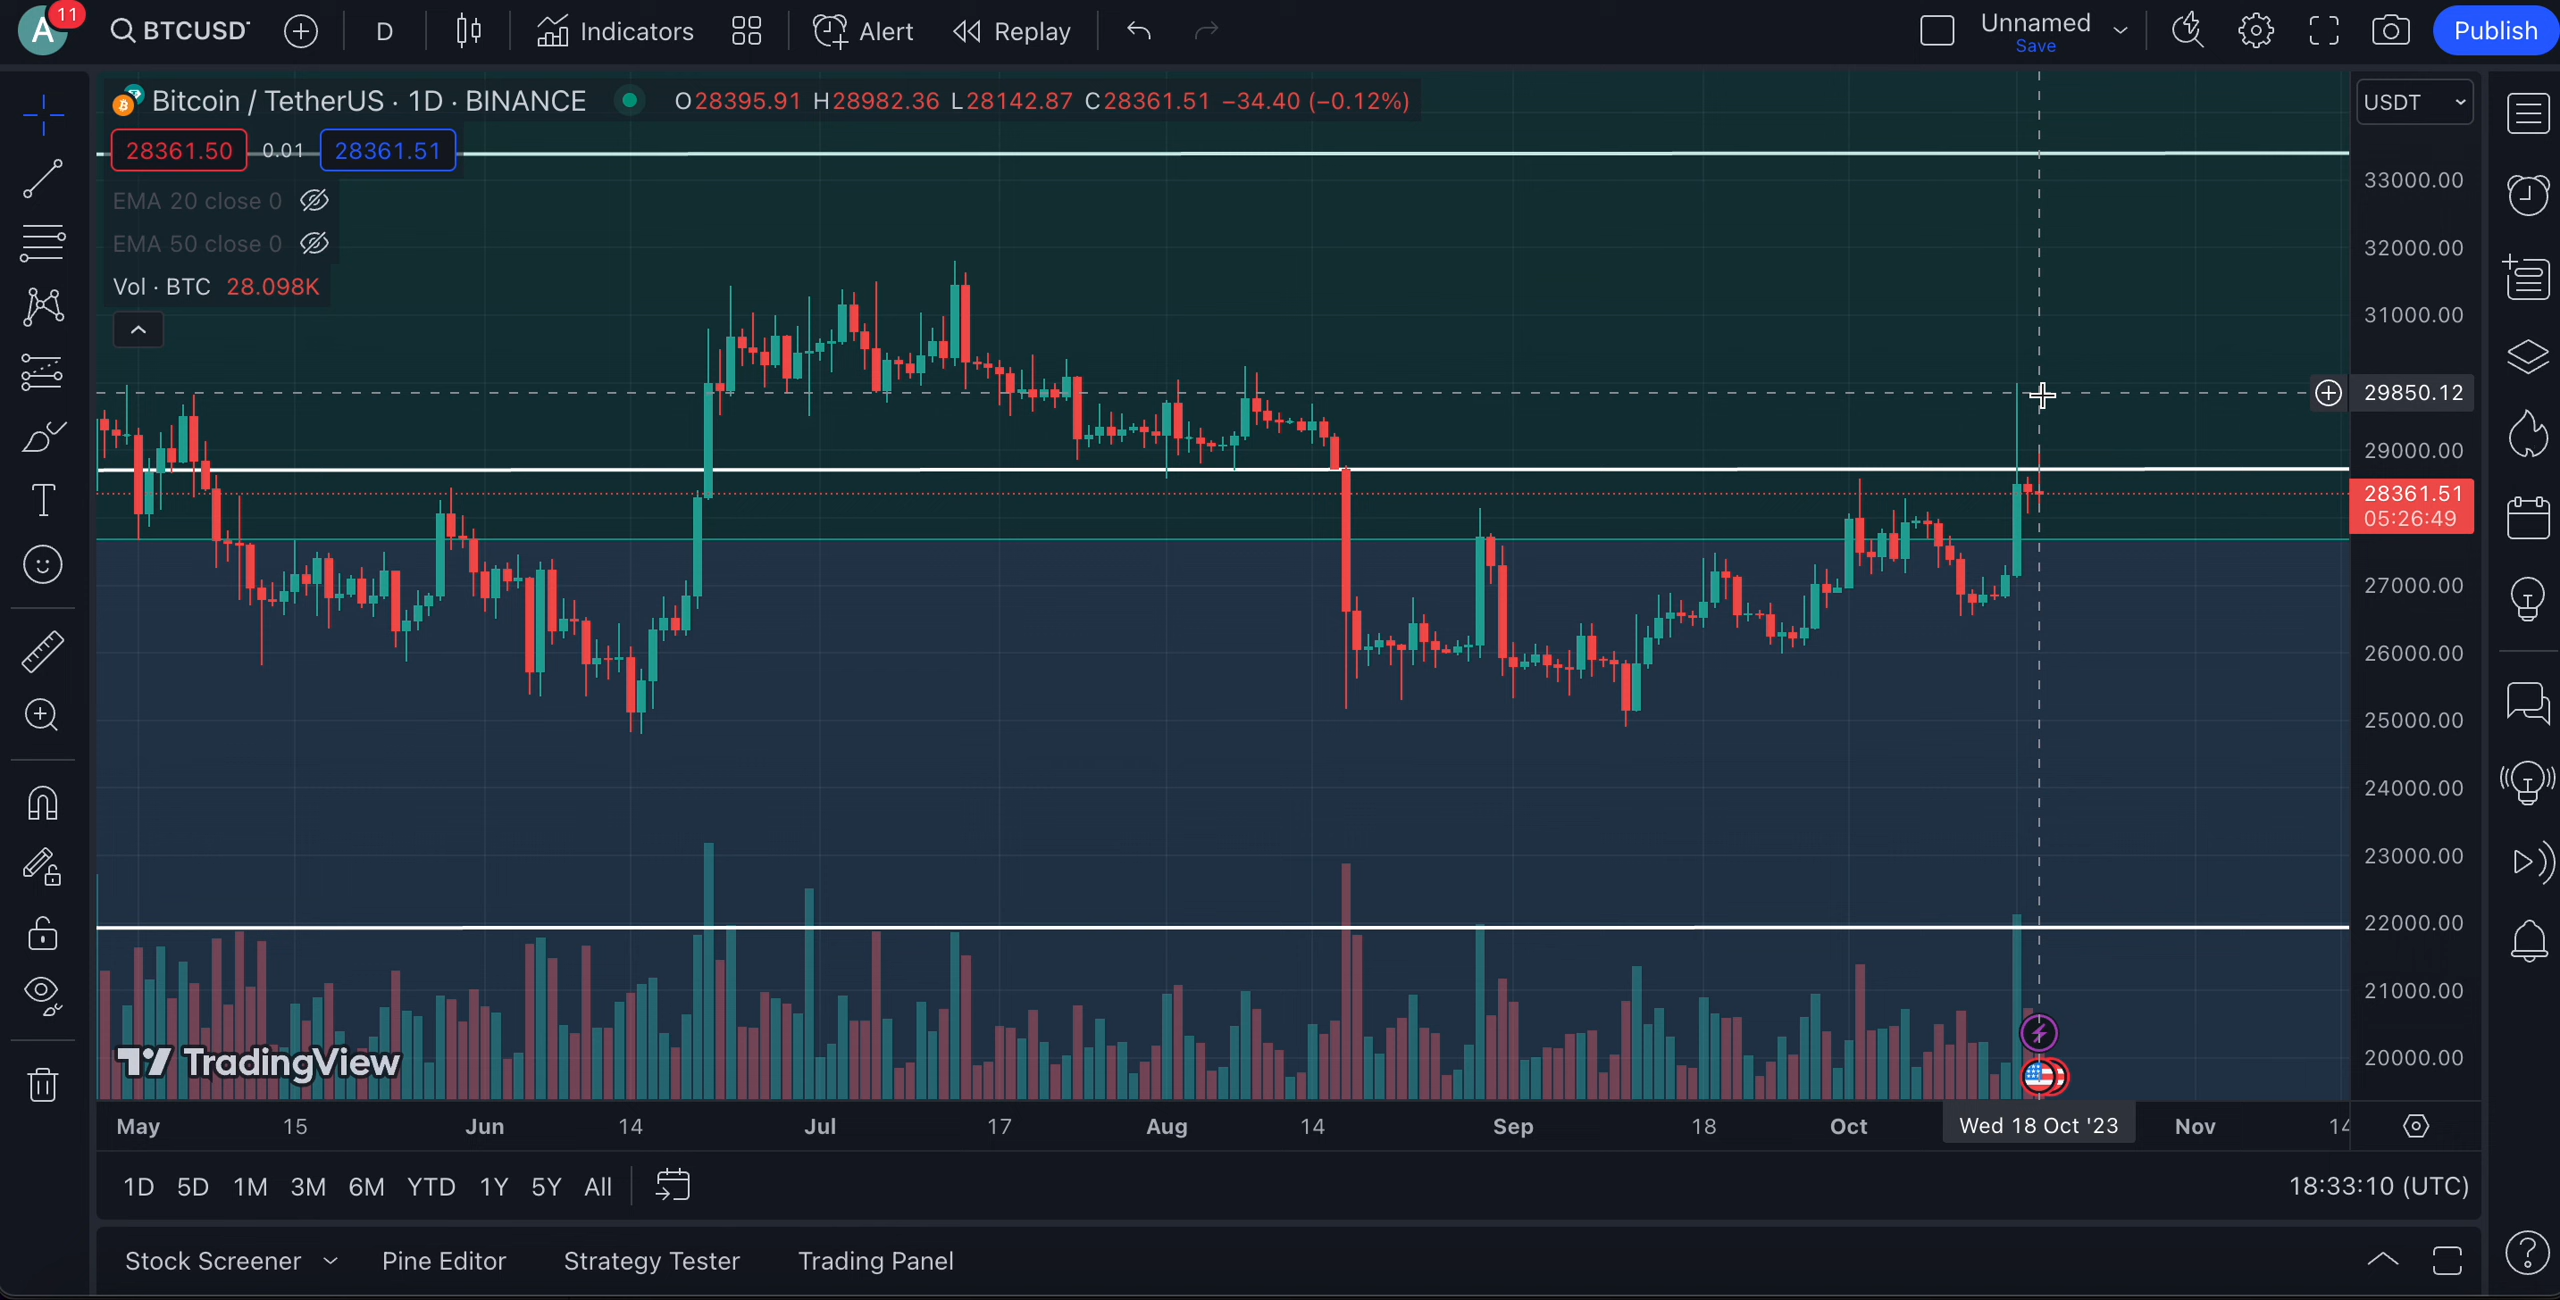 A
11
BTCUSDT
D
Indicators
Alert
Replay
Unnamed
Save
Publish
Bitcoin / TetherUS · 1D · BINANCE
O28395.91 H28982.36 L28142.87 C28361.51 −34.40 (−0.12%)
USDT
28361.50
0.01
28361.51
EMA 20 close 0
EMA 50 close 0
Vol · BTC 28.098K
33000.00
32000.00
31000.00
29850.12
29000.00
28361.51
05:26:49
27000.00
26000.00
25000.00
24000.00
23000.00
22000.00
21000.00
20000.00
TradingView
May
15
Jun
14
Jul
17
Aug
14
Sep
18
Oct
Wed 18 Oct '23
Nov
14
1D
5D
1M
3M
6M
YTD
1Y
5Y
All
18:33:10 (UTC)
Stock Screener
Pine Editor
Strategy Tester
Trading Panel